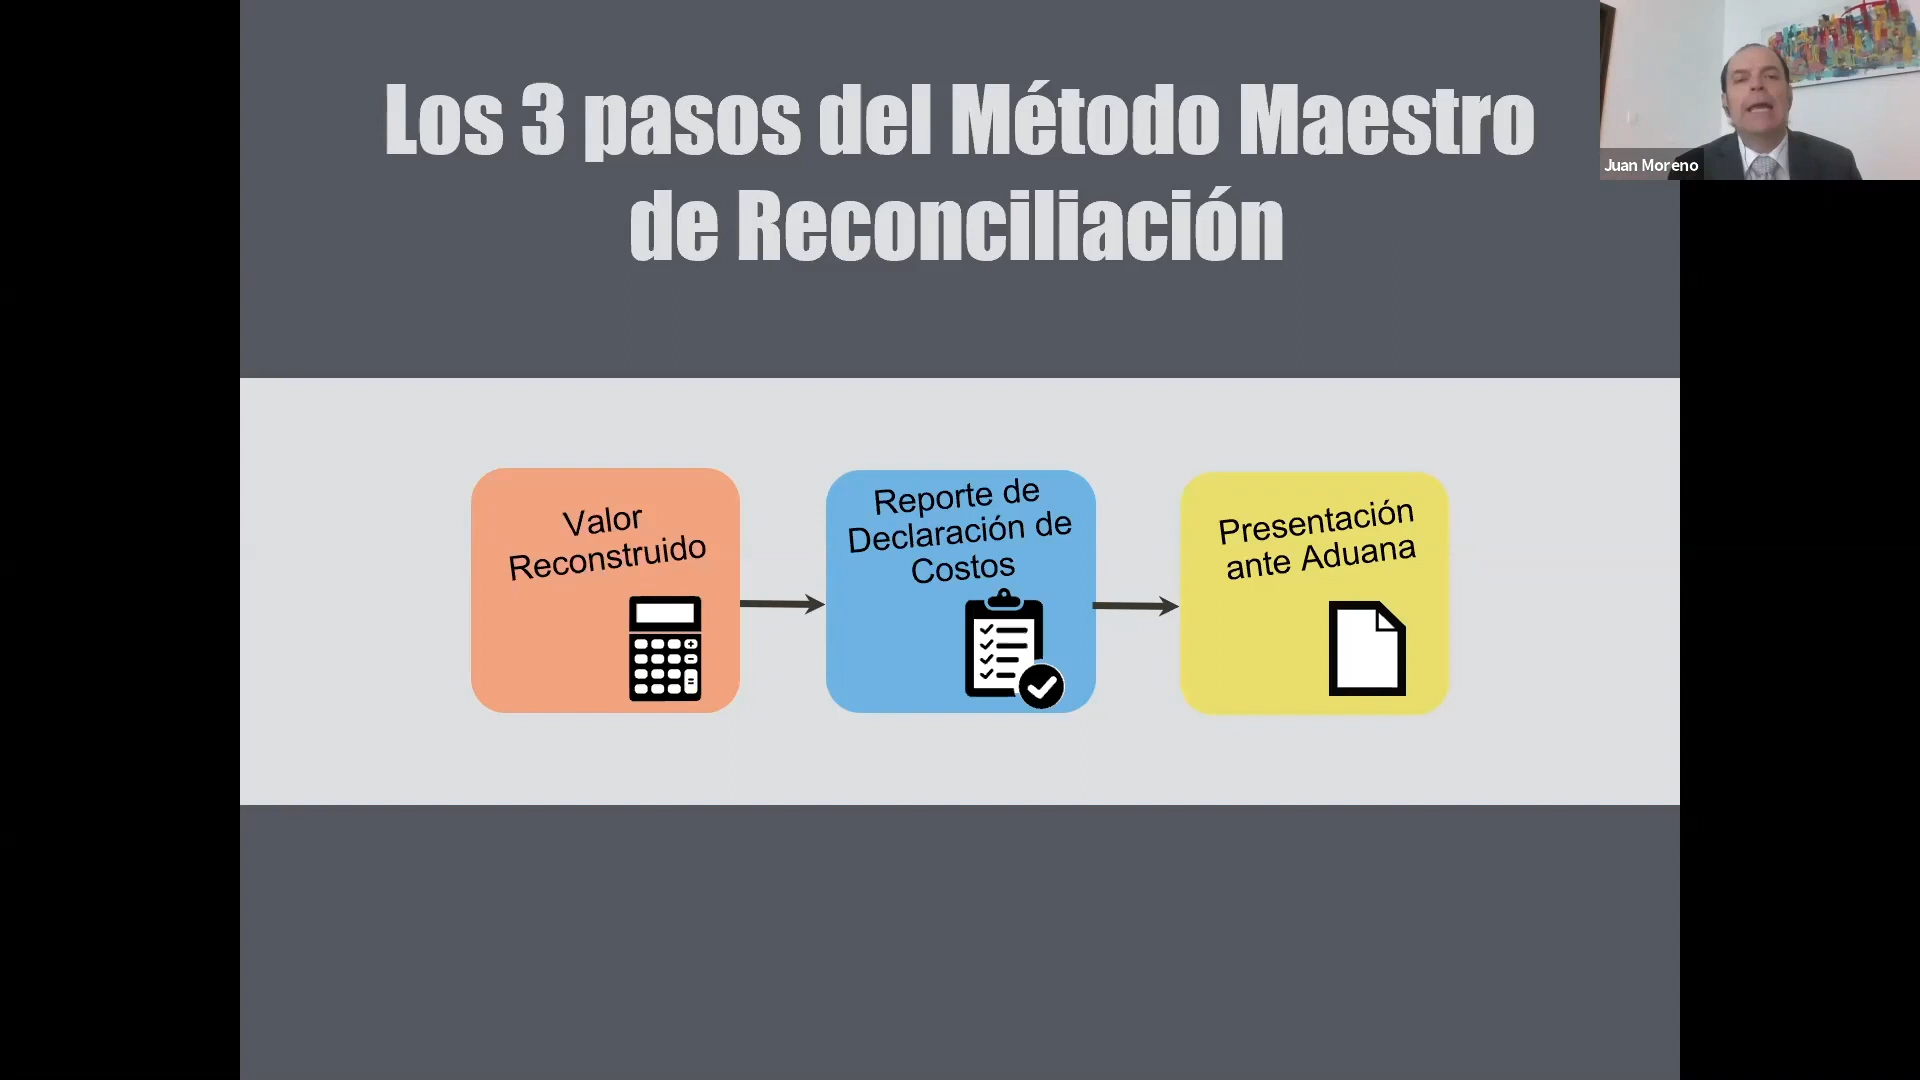 Los 3 pasos del Método Maestro
de Reconciliación
Juan Moreno
Valor
Reconstruido
Reporte de
Declaración de
Costos
Presentación
ante Aduana